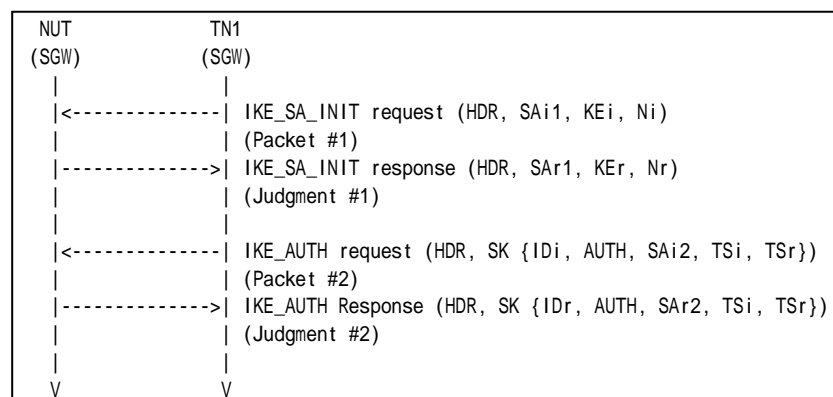 NUT TN1
(SGW) (SGW)
| |
|<--------------| IKE_SA_INIT request (HDR, SAi1, KEi, Ni)
| | (Packet #1)
|-------------->| IKE_SA_INIT response (HDR, SAr1, KEr, Nr)
| | (Judgment #1)
| |
|<--------------| IKE_AUTH request (HDR, SK {IDi, AUTH, SAi2, TSi, TSr})
| | (Packet #2)
|-------------->| IKE_AUTH Response (HDR, SK {IDr, AUTH, SAr2, TSi, TSr})
| | (Judgment #2)
| |
V V